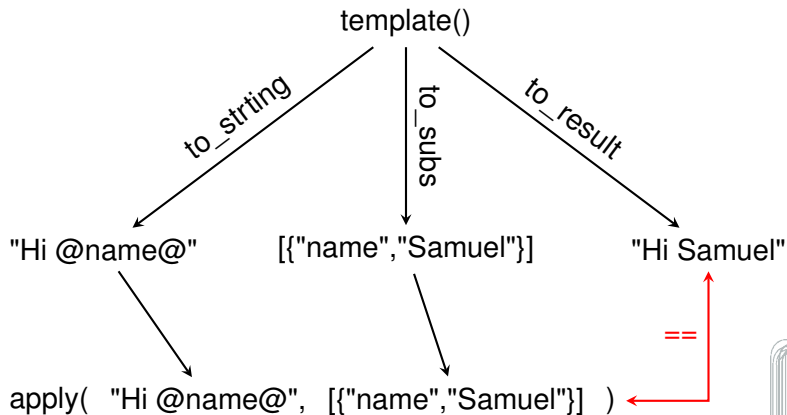 template()
to_strting
to_subs
to_result
"Hi @name@"
[{"name","Samuel"}]
"Hi Samuel"
==
apply( "Hi @name@", [{"name","Samuel"}] )